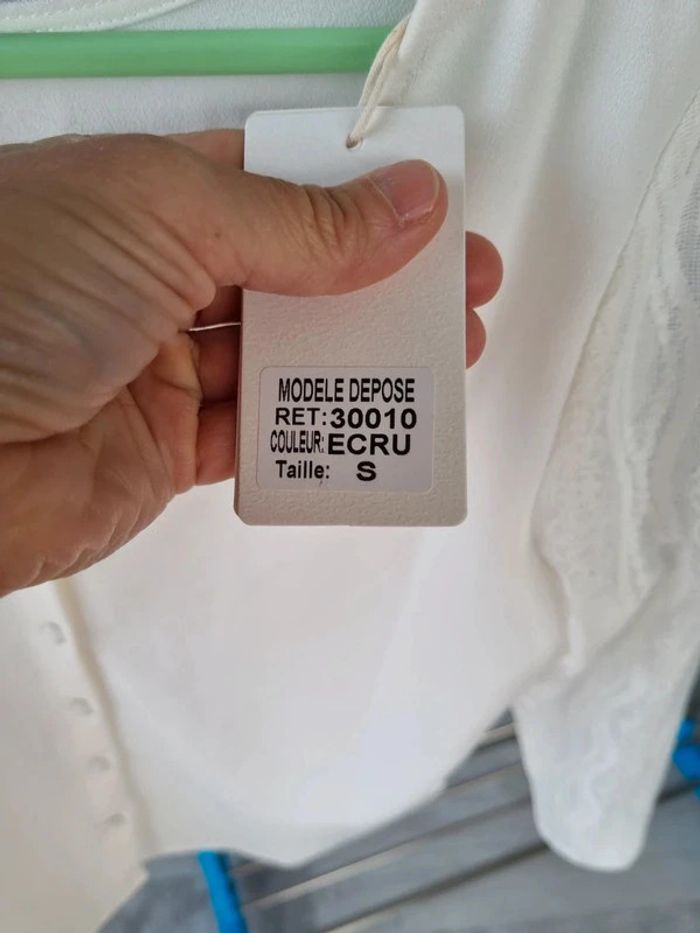 MODELE DEPOSE
RET:30010
COULEUR:ECRU
Taille: S